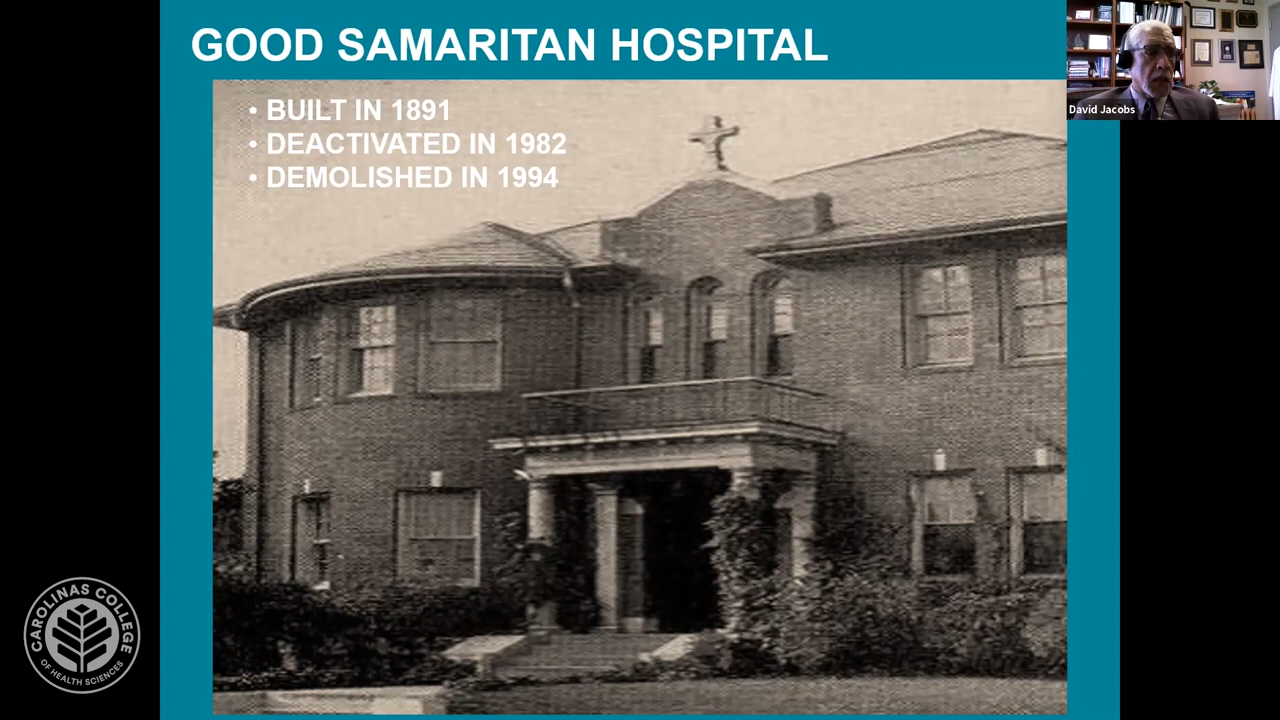 GOOD SAMARITAN HOSPITAL
• BUILT IN 1891
• DEACTIVATED IN 1982
• DEMOLISHED IN 1994
David Jacobs
CAROLINAS COLLEGE
OF HEALTH SCIENCES